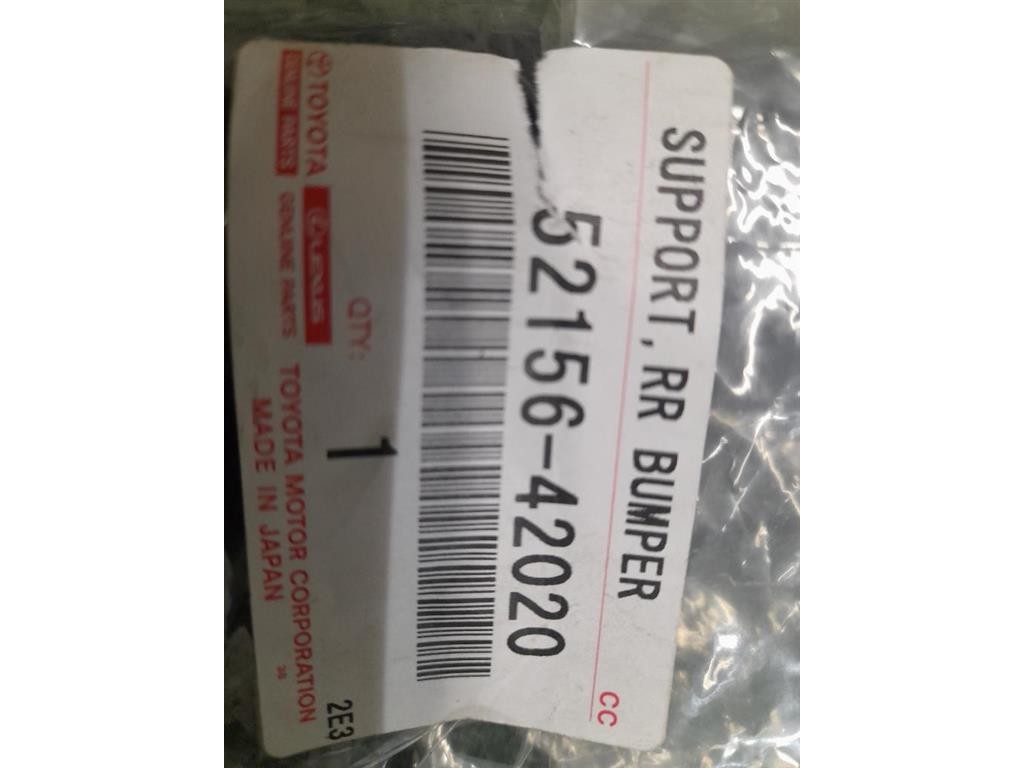 SUPPORT, RR BUMPER
CC
52156-42020
QTY: 1
2E3
TOYOTA LEXUS
GENUINE PARTS GENUINE PARTS
TOYOTA MOTOR CORPORATION
MADE IN JAPAN